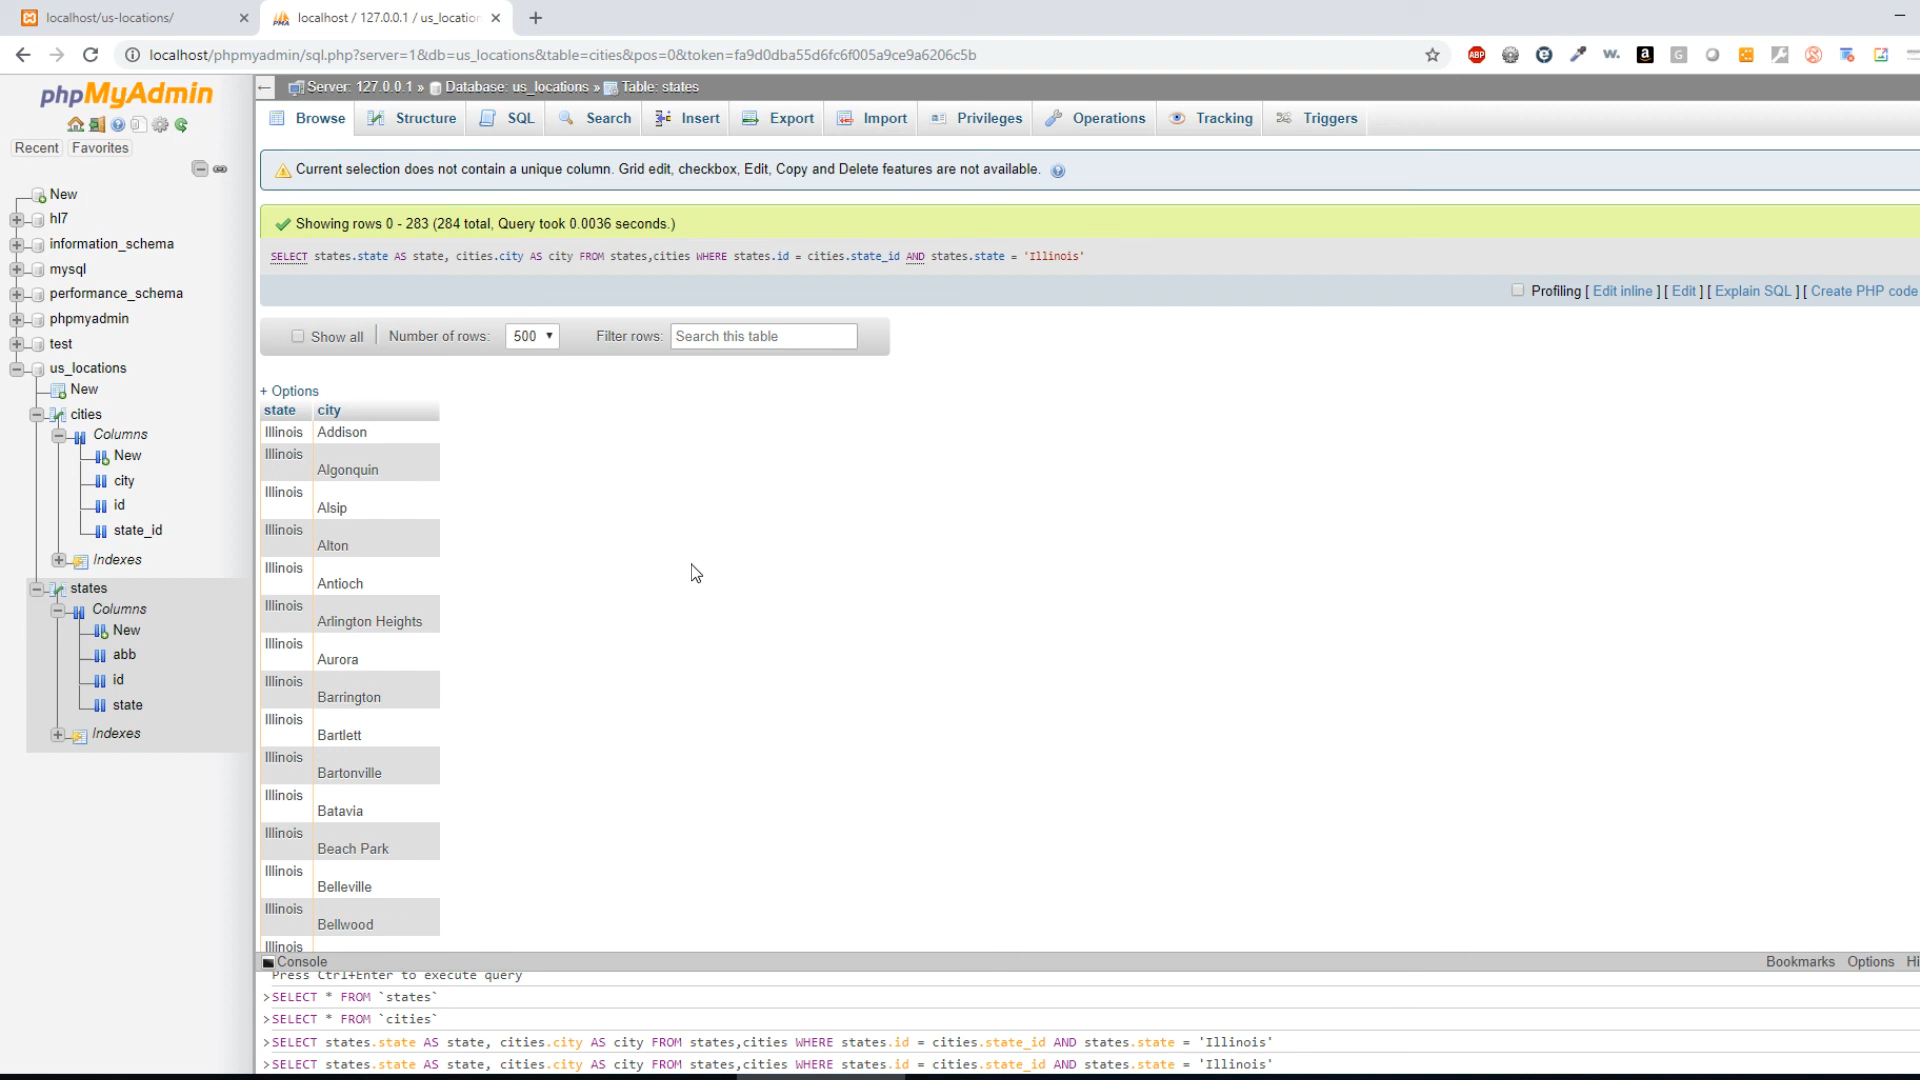 localhost/us-locations/
localhost / 127.0.0.1 / us_locatio
localhost/phpmyadmin/sql.php?server=1&db=us_locations&table=cities&pos=0&token=fa9d0dba55d6fc6f005a9ce9a6206c5b
ABP
phpMyAdmin
Recent
Favorites
New
hl7
information_schema
mysql
performance_schema
phpmyadmin
test
us_locations
New
cities
Columns
New
city
id
state_id
Indexes
states
Columns
New
abb
id
state
Indexes
Server: 127.0.0.1 » Database: us_locations » Table: states
Browse Structure SQL Search Insert Export Import Privileges Operations Tracking Triggers
Current selection does not contain a unique column. Grid edit, checkbox, Edit, Copy and Delete features are not available.
Showing rows 0 - 283 (284 total, Query took 0.0036 seconds.)
SELECT states.state AS state, cities.city AS city FROM states,cities WHERE states.id = cities.state_id AND states.state = 'Illinois'
Profiling [ Edit inline ] [ Edit ] [ Explain SQL ] [ Create PHP code
Show all Number of rows: 500 Filter rows: Search this table
+ Options
state city
Illinois Addison
Illinois Algonquin
Illinois Alsip
Illinois Alton
Illinois Antioch
Illinois Arlington Heights
Illinois Aurora
Illinois Barrington
Illinois Bartlett
Illinois Bartonville
Illinois Batavia
Illinois Beach Park
Illinois Belleville
Illinois Bellwood
Illinois
Console Bookmarks Options Hi
Press Ctrl+Enter to execute query
>SELECT * FROM `states`
>SELECT * FROM `cities`
>SELECT states.state AS state, cities.city AS city FROM states,cities WHERE states.id = cities.state_id AND states.state = 'Illinois'
>SELECT states.state AS state, cities.city AS city FROM states,cities WHERE states.id = cities.state_id AND states.state = 'Illinois'